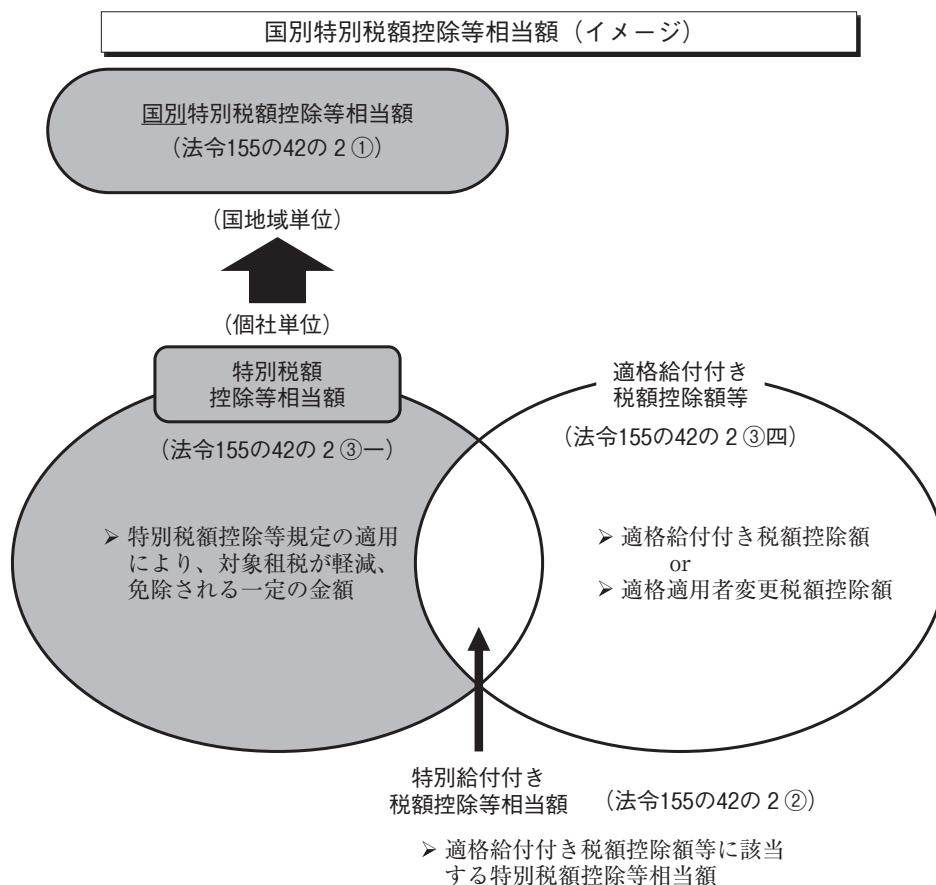 国別特別税額控除等相当額（イメージ）
国別特別税額控除等相当額
（法令155の42の２①）
（国地域単位）
（個社単位）
特別税額
控除等相当額
（法令155の42の２③一）
➢ 特別税額控除等規定の適用
により、対象租税が軽減、
免除される一定の金額
適格給付付き
税額控除額等
（法令155の42の２③四）
➢ 適格給付付き税額控除額
or
➢ 適格適用者変更税額控除額
特別給付付き
税額控除等相当額
（法令155の42の２②）
➢ 適格給付付き税額控除額等に該当
する特別税額控除等相当額